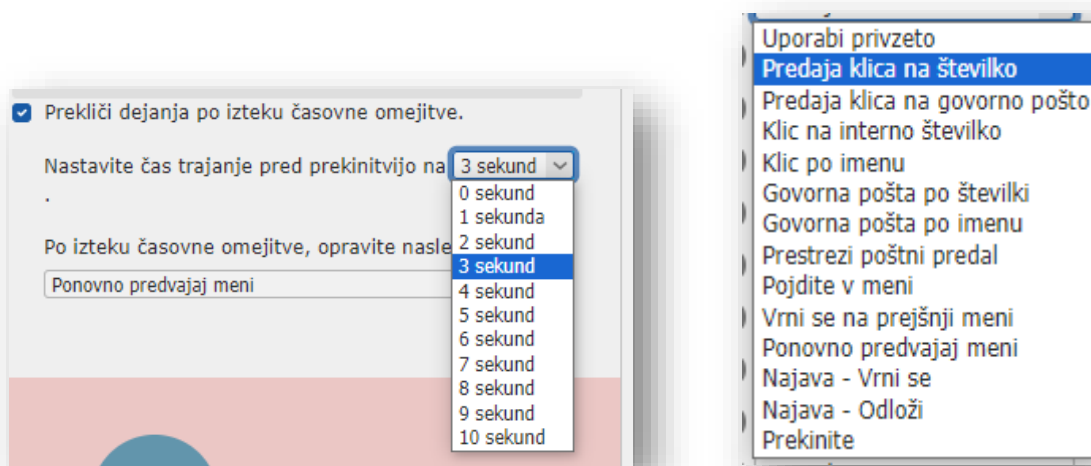 Prekliči dejanja po izteku časovne omejitve.
Nastavite čas trajanje pred prekinitvijo na 3 sekund
.
0 sekund
1 sekunda
2 sekund
3 sekund
4 sekund
5 sekund
6 sekund
7 sekund
8 sekund
9 sekund
10 sekund
Po izteku časovne omejitve, opravite nasle
Ponovno predvajaj meni
Uporabi privzeto
Predaja klica na številko
Predaja klica na govorno pošto
Klic na interno številko
Klic po imenu
Govorna pošta po številki
Govorna pošta po imenu
Prestrezi poštni predal
Pojdite v meni
Vrni se na prejšnji meni
Ponovno predvajaj meni
Najava - Vrni se
Najava - Odloži
Prekinite